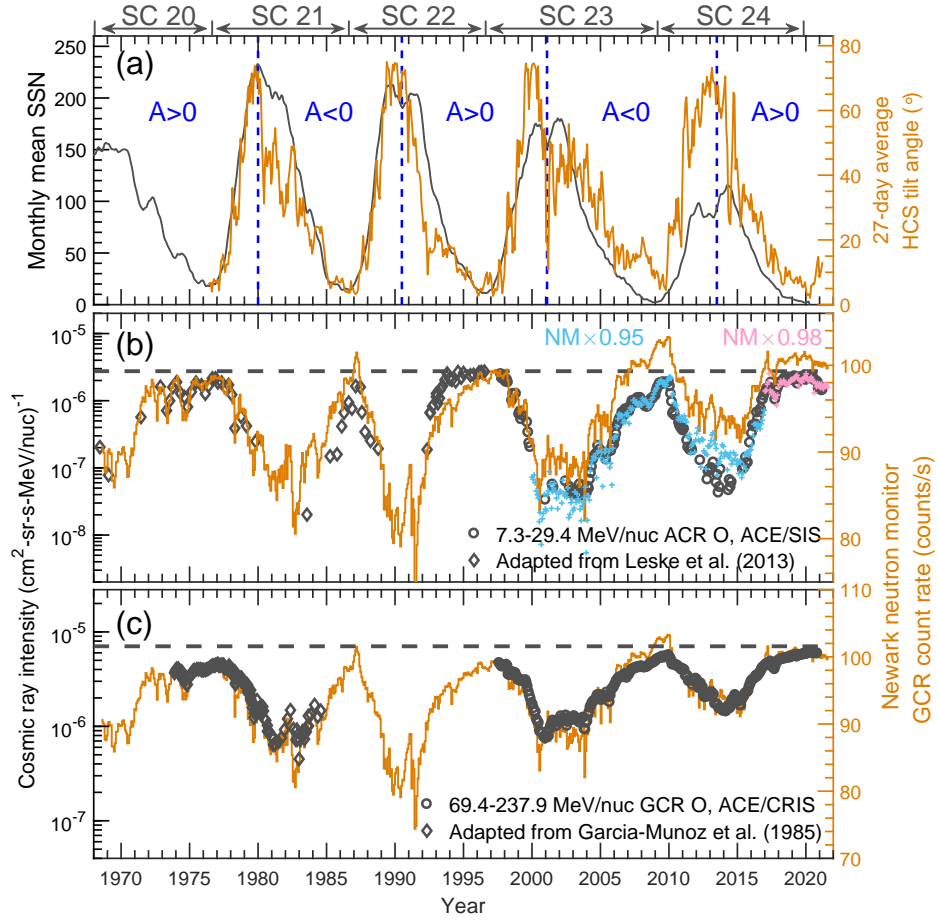 SC 20 SC 21 SC 22 SC 23 SC 24
(a)
A>0 A<0 A>0 A<0 A>0
Monthly mean SSN
250
200
150
100
50
0
27-day average
HCS tilt angle (°)
80
60
40
20
0
(b)
NM×0.95 NM×0.98
10⁻⁵
10⁻⁶
10⁻⁷
10⁻⁸
100
90
80
7.3-29.4 MeV/nuc ACR O, ACE/SIS
Adapted from Leske et al. (2013)
Cosmic ray intensity (cm²-sr-s-MeV/nuc)⁻¹
Newark neutron monitor
GCR count rate (counts/s)
(c)
10⁻⁵
10⁻⁶
10⁻⁷
110
100
90
80
70
69.4-237.9 MeV/nuc GCR O, ACE/CRIS
Adapted from Garcia-Munoz et al. (1985)
1970 1975 1980 1985 1990 1995 2000 2005 2010 2015 2020
Year